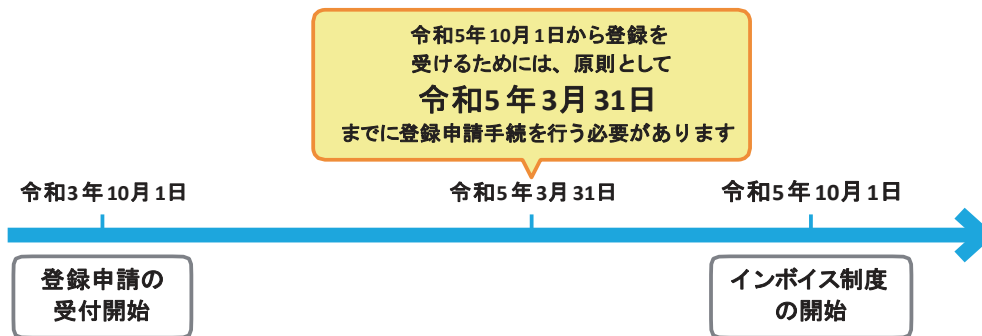 令和5年10月1日から登録を
受けるためには、原則として
令和5年3月31日
までに登録申請手続を行う必要があります
令和3年10月1日
令和5年3月31日
令和5年10月1日
登録申請の
受付開始
インボイス制度
の開始